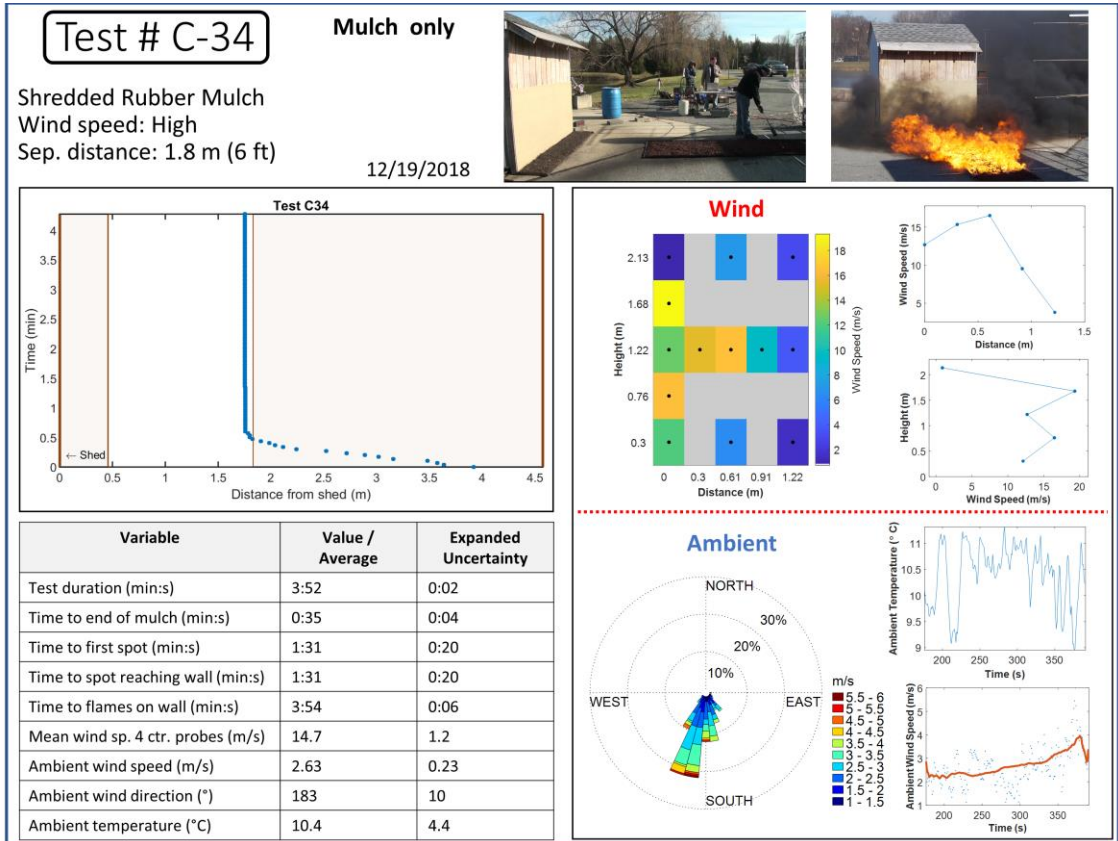 Test # C-34
Mulch only
Shredded Rubber Mulch
Wind speed: High
Sep. distance: 1.8 m (6 ft)
12/19/2018
Test C34
Time (min)
4
3.5
3
2.5
2
1.5
1
0.5
0
← Shed
0 0.5 1 1.5 2 2.5 3 3.5 4 4.5
Distance from shed (m)
Variable Value / Average Expanded Uncertainty
Test duration (min:s) 3:52 0:02
Time to end of mulch (min:s) 0:35 0:04
Time to first spot (min:s) 1:31 0:20
Time to spot reaching wall (min:s) 1:31 0:20
Time to flames on wall (min:s) 3:54 0:06
Mean wind sp. 4 ctr. probes (m/s) 14.7 1.2
Ambient wind speed (m/s) 2.63 0.23
Ambient wind direction (°) 183 10
Ambient temperature (°C) 10.4 4.4
Wind
Height (m)
2.13
1.68
1.22
0.76
0.3
0 0.3 0.61 0.91 1.22
Distance (m)
18
16
14
12
10
8
6
4
2
Wind Speed (m/s)
Wind Speed (m/s)
15
10
5
0 0.5 1 1.5
Distance (m)
Height (m)
2
1.5
1
0.5
0
0 5 10 15 20
Wind Speed (m/s)
Ambient
NORTH
30%
20%
10%
WEST
EAST
SOUTH
m/s
5.5 - 6
5 - 5.5
4.5 - 5
4 - 4.5
3.5 - 4
3 - 3.5
2.5 - 3
2 - 2.5
1.5 - 2
1 - 1.5
Ambient Temperature (° C)
11
10.5
10
9.5
9
200 250 300 350
Time (s)
Ambient Wind Speed (m/s)
6
5
4
3
2
1
200 250 300 350
Time (s)